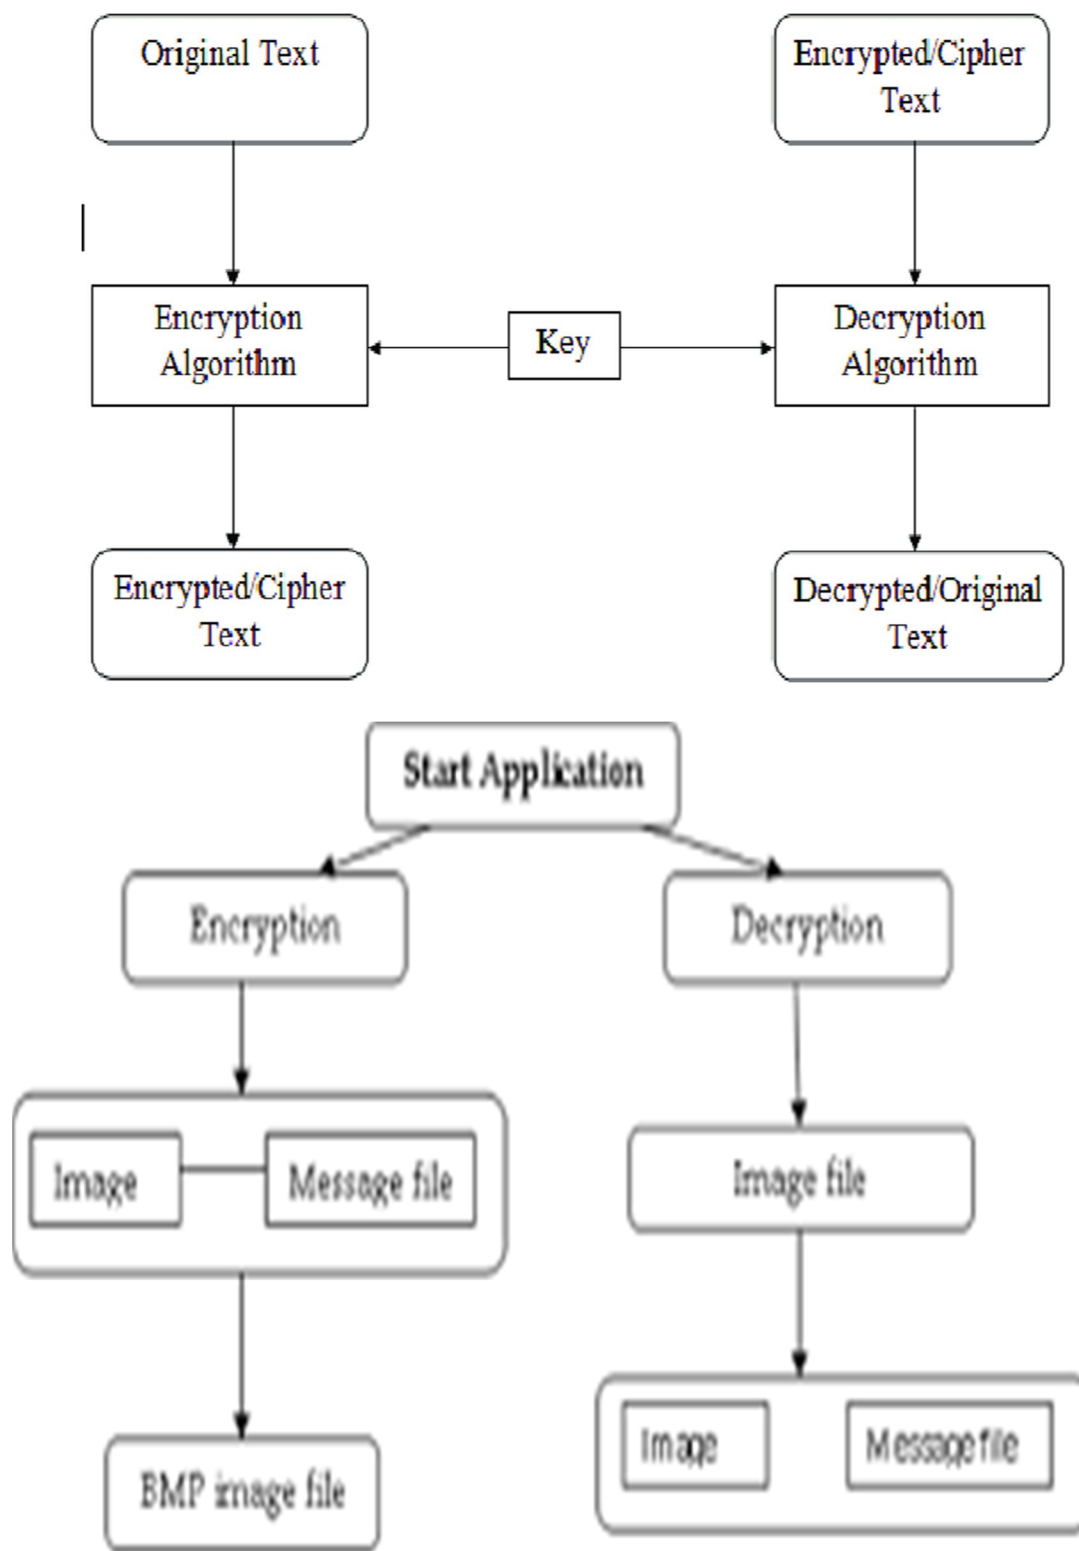 Original Text
Encrypted/Cipher
Text
Encryption
Algorithm
Key
Decryption
Algorithm
Encrypted/Cipher
Text
Decrypted/Original
Text
Start Application
Encryption
Decryption
Image
Message file
Image file
BMP image file
Image
Message file